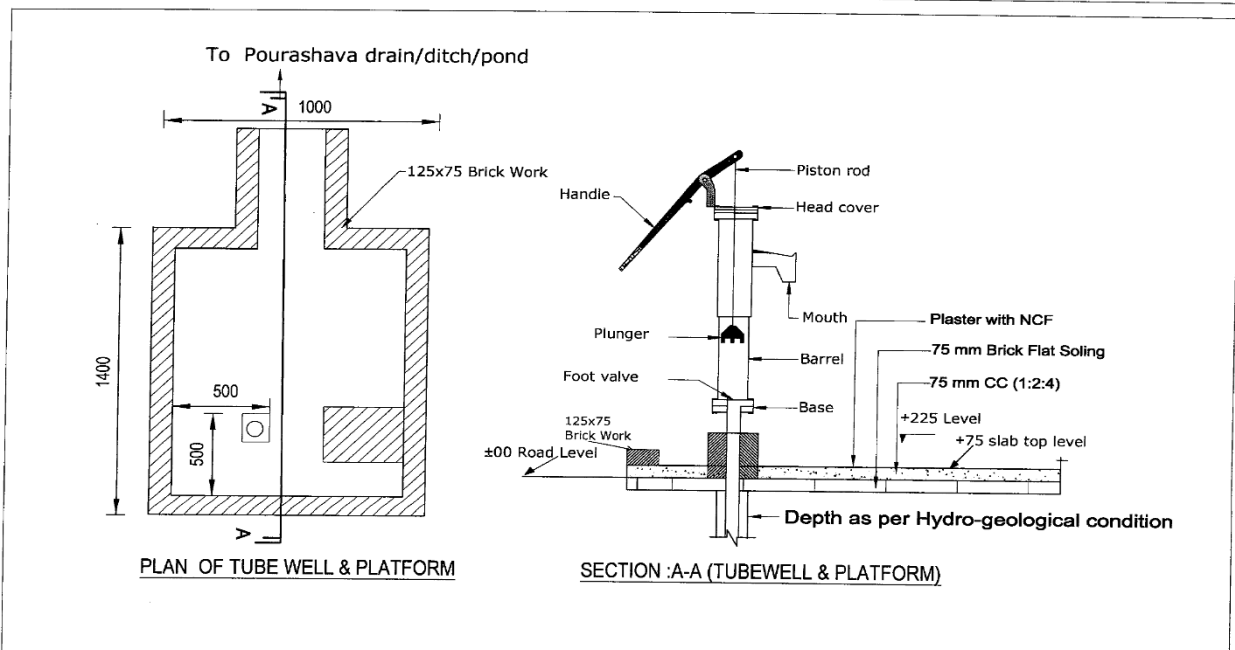 To Pourashava drain/ditch/pond
A
1000
125x75 Brick Work
1400
500
500
A
PLAN OF TUBE WELL & PLATFORM
Piston rod
Handle
Head cover
Mouth
Plunger
Barrel
Foot valve
Base
Plaster with NCF
75 mm Brick Flat Soling
75 mm CC (1:2:4)
+225 Level
+75 slab top level
125x75
Brick Work
±00 Road Level
Depth as per Hydro-geological condition
SECTION :A-A (TUBEWELL & PLATFORM)